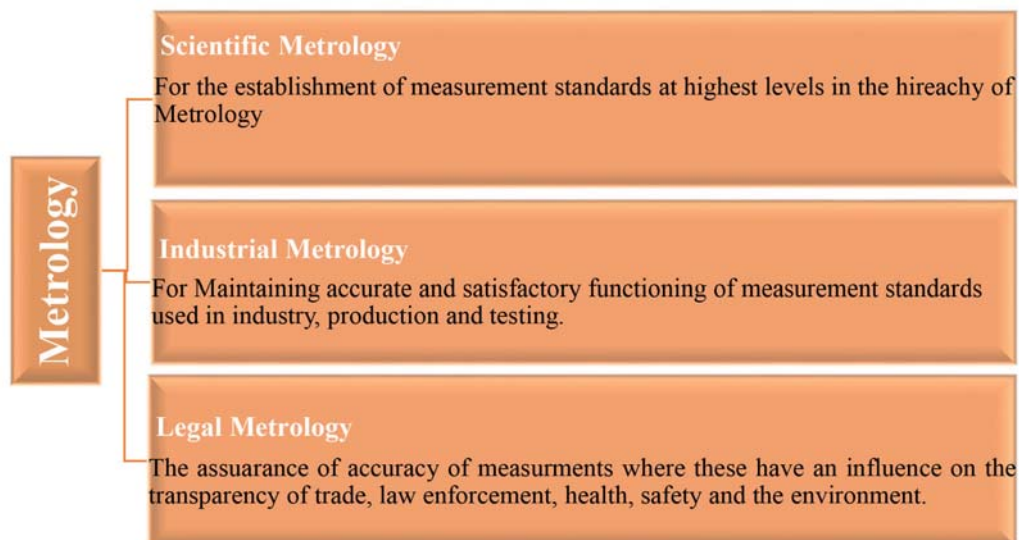 Metrology
Scientific Metrology
For the establishment of measurement standards at highest levels in the hireachy of
Metrology
Industrial Metrology
For Maintaining accurate and satisfactory functioning of measurement standards
used in industry, production and testing.
Legal Metrology
The assuarance of accuracy of measurments where these have an influence on the
transparency of trade, law enforcement, health, safety and the environment.